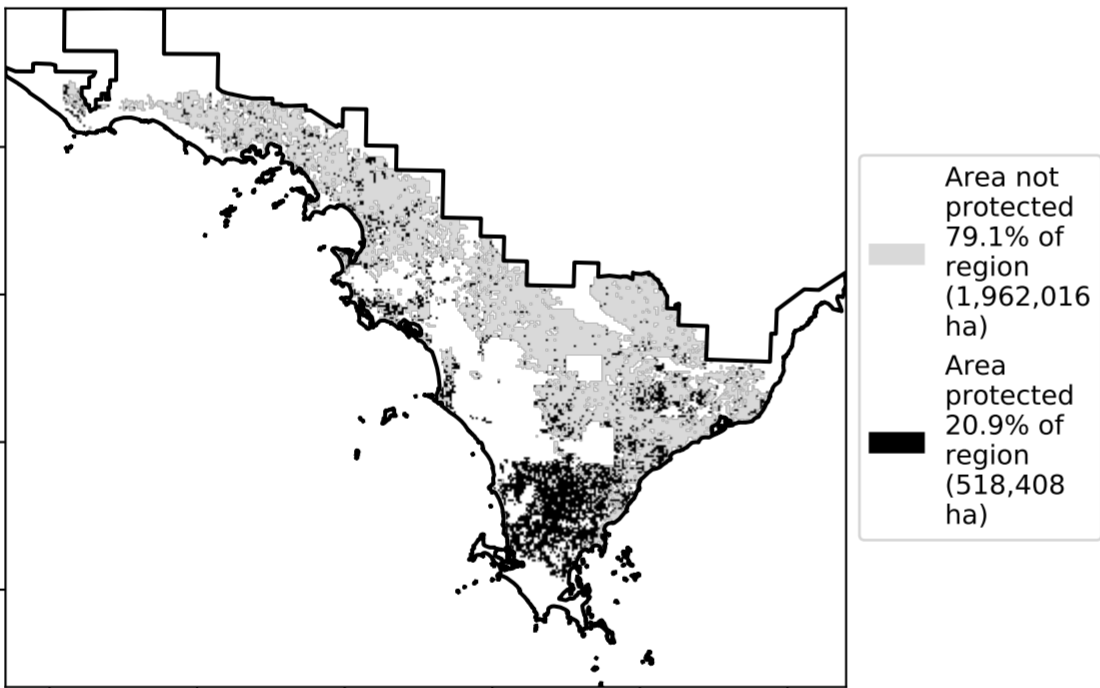 Area not
protected
79.1% of
region
(1,962,016
ha)
Area
protected
20.9% of
region
(518,408
ha)